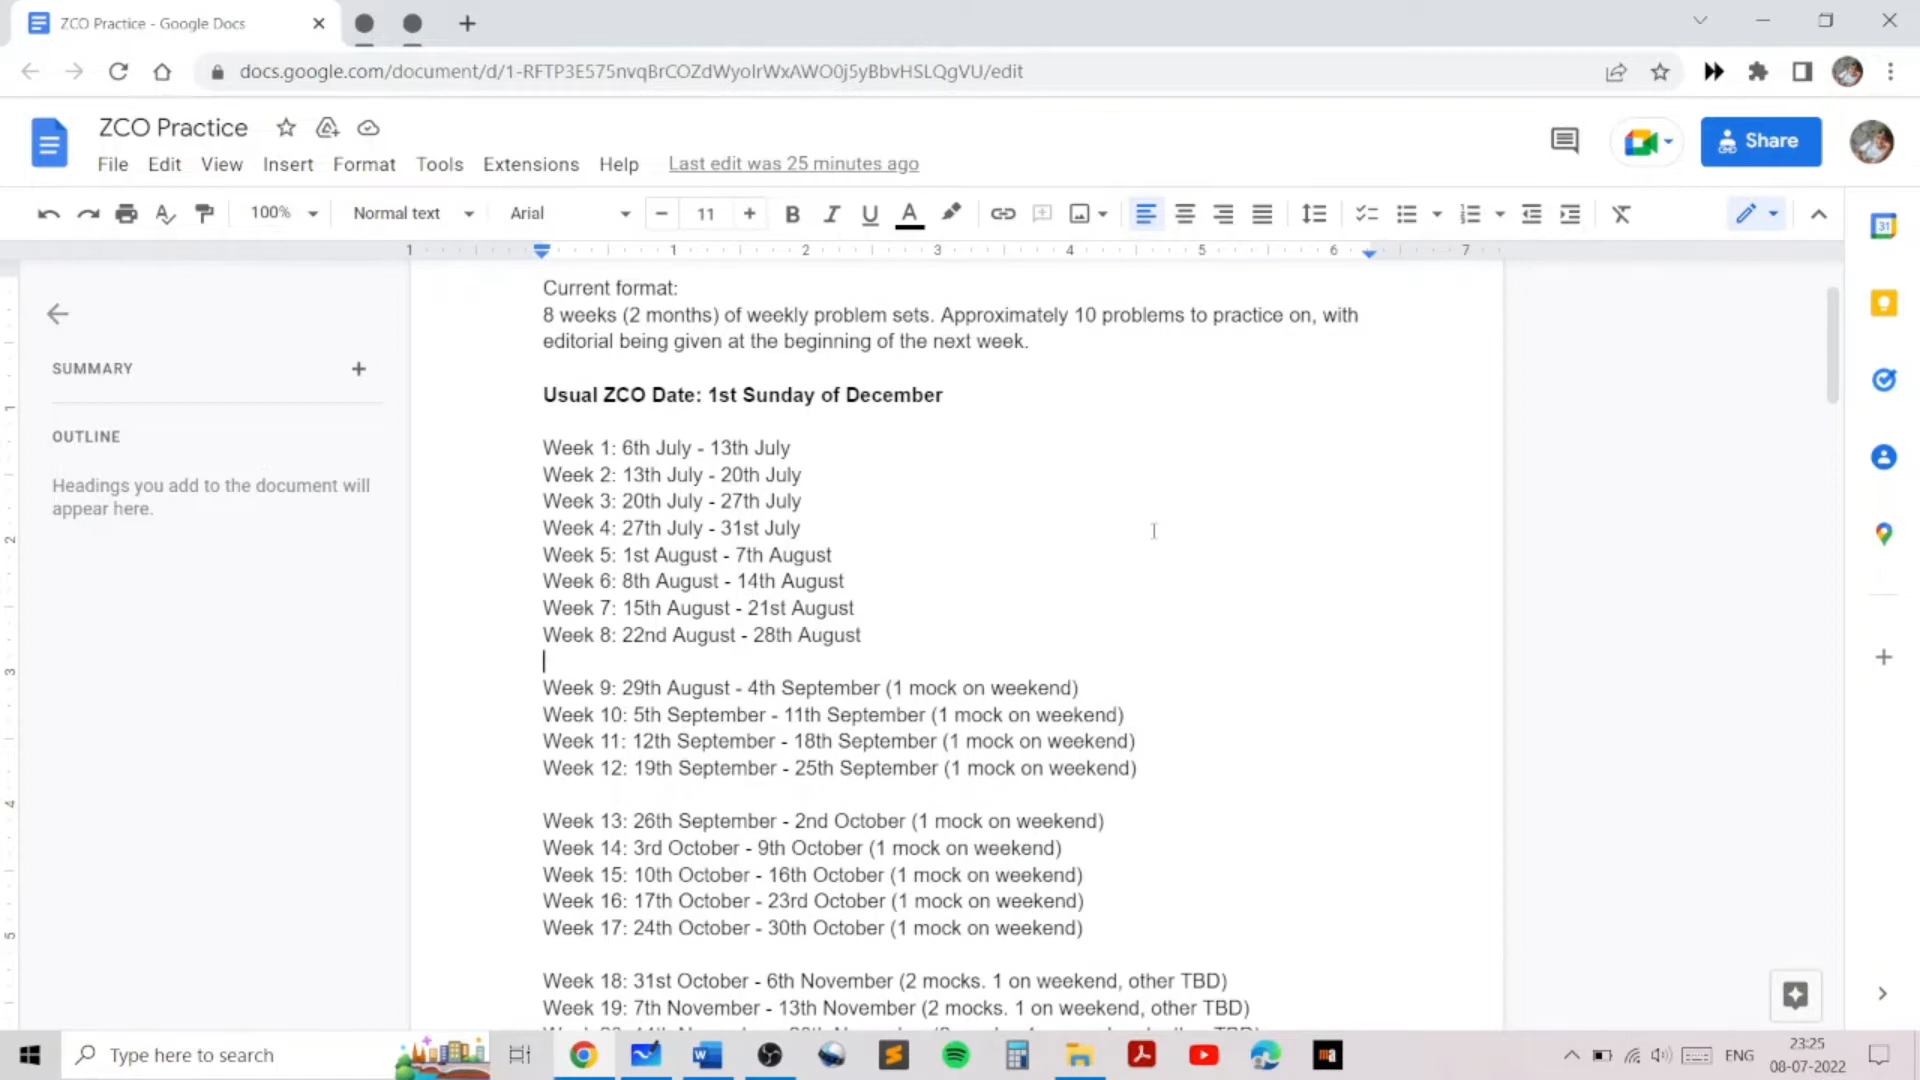 ZCO Practice - Google Docs
docs.google.com/document/d/1-RFTP3E575nvqBrCOZdWyolrWxAWO0j5yBbvHSLQgVU/edit
ZCO Practice
File Edit View Insert Format Tools Extensions Help Last edit was 25 minutes ago
Share
100% Normal text Arial 11
1 1 2 3 4 5 6 7
SUMMARY
OUTLINE
Headings you add to the document will
appear here.
Current format:
8 weeks (2 months) of weekly problem sets. Approximately 10 problems to practice on, with
editorial being given at the beginning of the next week.
Usual ZCO Date: 1st Sunday of December
Week 1: 6th July - 13th July
Week 2: 13th July - 20th July
Week 3: 20th July - 27th July
Week 4: 27th July - 31st July
Week 5: 1st August - 7th August
Week 6: 8th August - 14th August
Week 7: 15th August - 21st August
Week 8: 22nd August - 28th August
Week 9: 29th August - 4th September (1 mock on weekend)
Week 10: 5th September - 11th September (1 mock on weekend)
Week 11: 12th September - 18th September (1 mock on weekend)
Week 12: 19th September - 25th September (1 mock on weekend)
Week 13: 26th September - 2nd October (1 mock on weekend)
Week 14: 3rd October - 9th October (1 mock on weekend)
Week 15: 10th October - 16th October (1 mock on weekend)
Week 16: 17th October - 23rd October (1 mock on weekend)
Week 17: 24th October - 30th October (1 mock on weekend)
Week 18: 31st October - 6th November (2 mocks. 1 on weekend, other TBD)
Week 19: 7th November - 13th November (2 mocks. 1 on weekend, other TBD)
Type here to search
ENG
23:25
08-07-2022